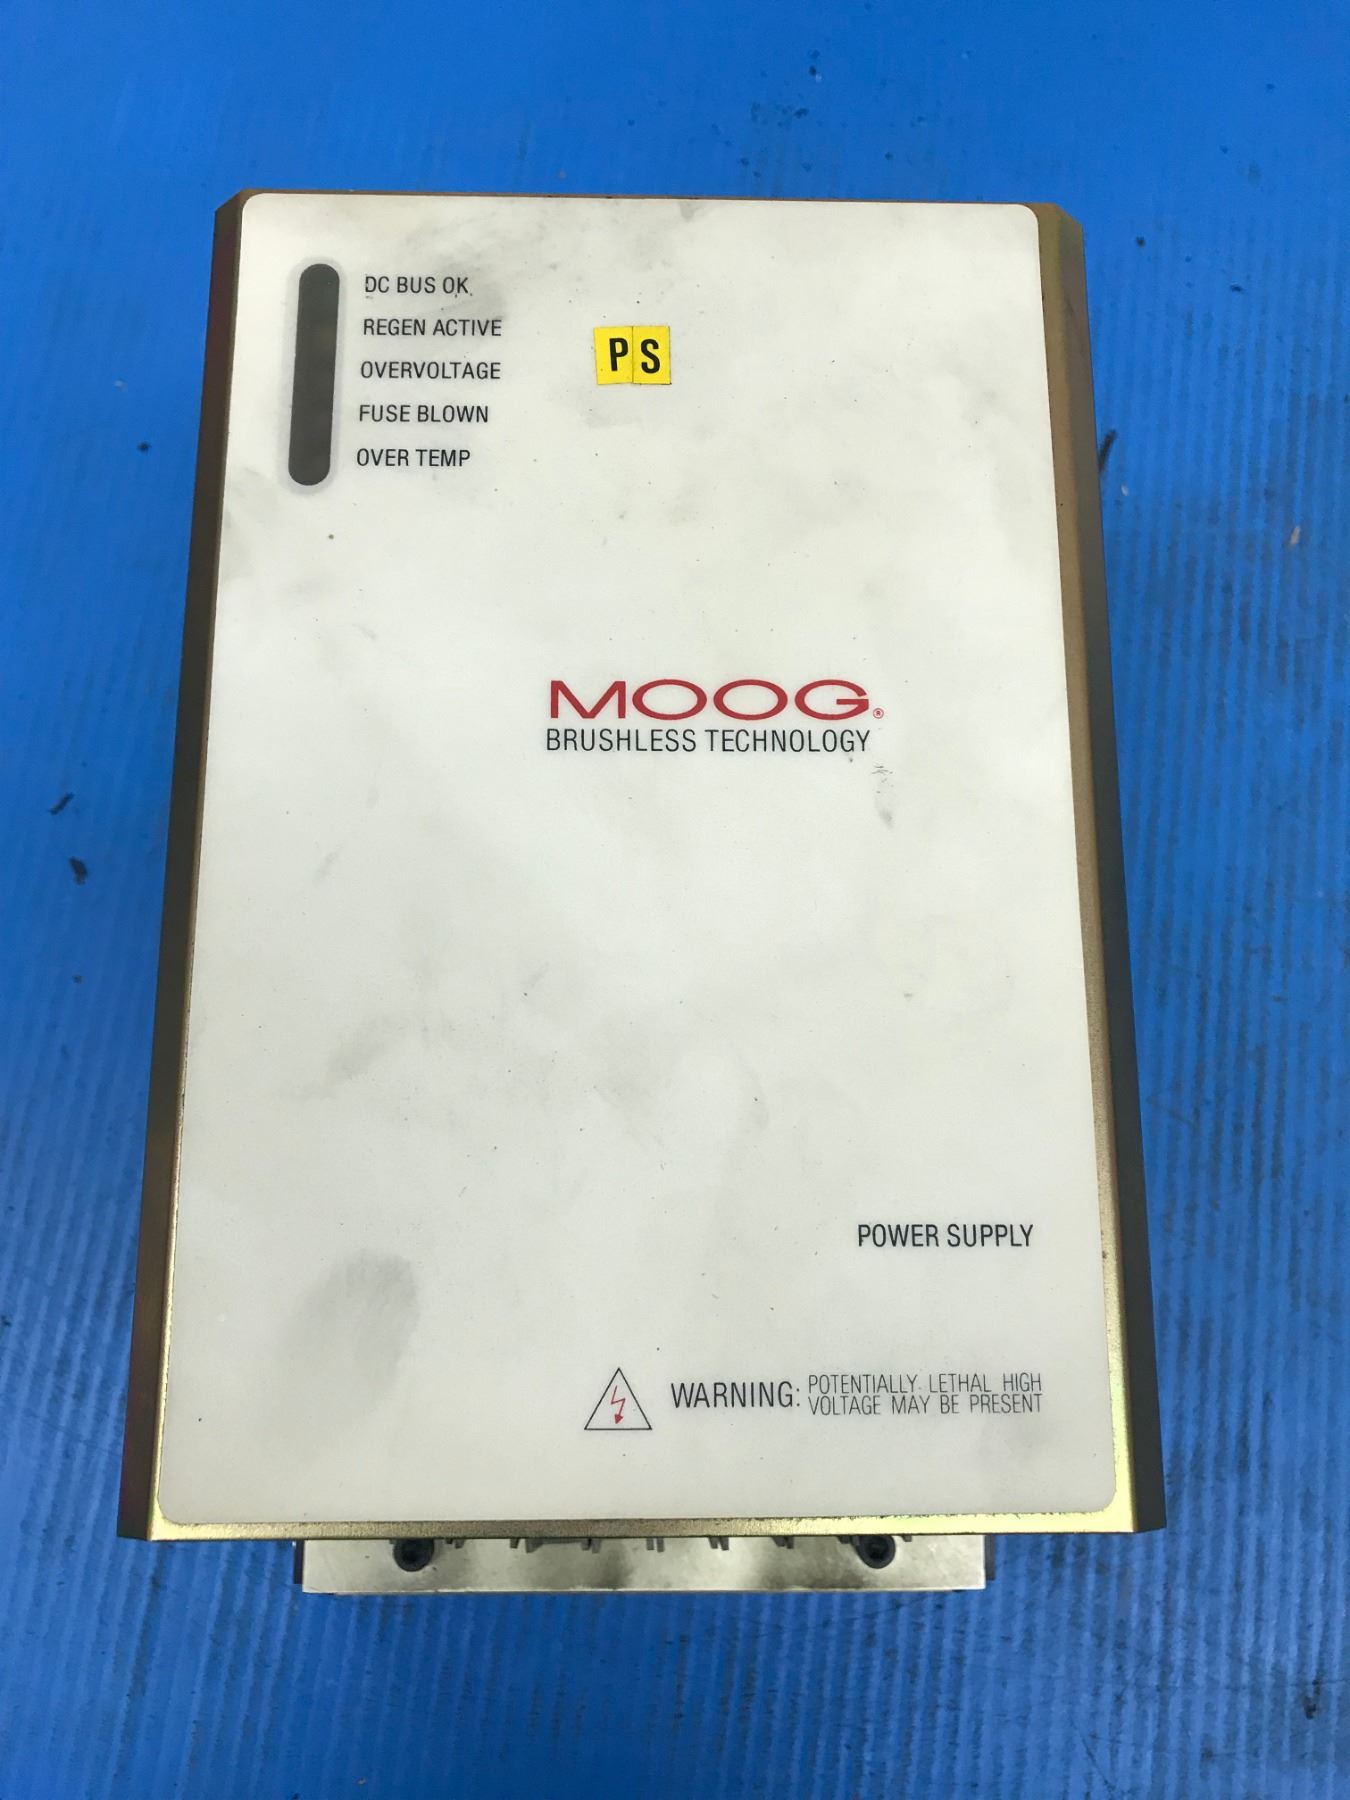 DC BUS OK
REGEN ACTIVE
OVERVOLTAGE
FUSE BLOWN
OVER TEMP
PS
MOOG®
BRUSHLESS TECHNOLOGY
POWER SUPPLY
WARNING: POTENTIALLY LETHAL HIGH
VOLTAGE MAY BE PRESENT